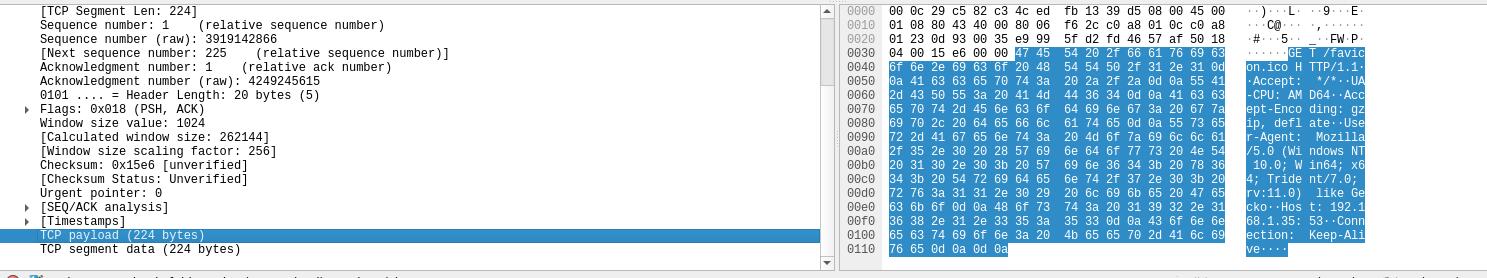 [TCP Segment Len: 224]
Sequence number: 1    (relative sequence number)
Sequence number (raw): 3919142866
[Next sequence number: 225    (relative sequence number)]
Acknowledgment number: 1    (relative ack number)
Acknowledgment number (raw): 4249245615
0101 .... = Header Length: 20 bytes (5)
Flags: 0x018 (PSH, ACK)
Window size value: 1024
[Calculated window size: 262144]
[Window size scaling factor: 256]
Checksum: 0x15e6 [unverified]
[Checksum Status: Unverified]
Urgent pointer: 0
[SEQ/ACK analysis]
[Timestamps]
TCP payload (224 bytes)
TCP segment data (224 bytes)
0000 00 0c 29 c5 82 c3 4c ed fb 13 39 d5 08 00 45 00 ··)···L· ··9···E·
0010 01 08 80 43 40 00 80 06 f6 2c c0 a8 01 0c c0 a8 ···C@··· ·,······
0020 01 23 0d 93 00 35 e9 99 5f d2 fd 46 57 af 50 18 ·#···5·· _··FW·P·
0030 04 00 15 e6 00 00 47 45 54 20 2f 66 61 76 69 63 ······GE T /favic
0040 6f 6e 2e 69 63 6f 20 48 54 54 50 2f 31 2e 31 0d on.ico H TTP/1.1·
0050 0a 41 63 63 65 70 74 3a 20 2a 2f 2a 0d 0a 55 41 ·Accept: */*··UA
0060 2d 43 50 55 3a 20 41 4d 44 36 34 0d 0a 41 63 63 -CPU: AM D64··Acc
0070 65 70 74 2d 45 6e 63 6f 64 69 6e 67 3a 20 67 7a ept-Enco ding: gz
0080 69 70 2c 20 64 65 66 6c 61 74 65 0d 0a 55 73 65 ip, defl ate··Use
0090 72 2d 41 67 65 6e 74 3a 20 4d 6f 7a 69 6c 6c 61 r-Agent: Mozilla
00a0 2f 35 2e 30 20 28 57 69 6e 64 6f 77 73 20 4e 54 /5.0 (Wi ndows NT
00b0 20 31 30 2e 30 3b 20 57 69 6e 36 34 3b 20 78 36 10.0; W in64; x6
00c0 34 3b 20 54 72 69 64 65 6e 74 2f 37 2e 30 3b 20 4; Tride nt/7.0;
00d0 72 76 3a 31 31 2e 30 29 20 6c 69 6b 65 20 47 65 rv:11.0) like Ge
00e0 63 6b 6f 0d 0a 48 6f 73 74 3a 20 31 39 32 2e 31 cko··Hos t: 192.1
00f0 36 38 2e 31 2e 33 35 3a 35 33 0d 0a 43 6f 6e 6e 68.1.35: 53··Conn
0100 65 63 74 69 6f 6e 3a 20 4b 65 65 70 2d 41 6c 69 ection: Keep-Ali
0110 76 65 0d 0a 0d 0a ve····